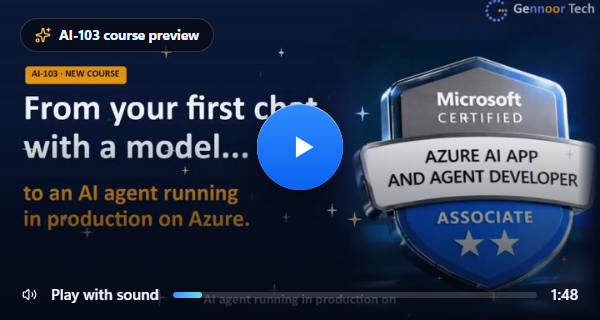 Gennoor Tech
AI-103 course preview
AI-103 · NEW COURSE
From your first chat
with a model...
to an AI agent running
in production on Azure.
Microsoft
CERTIFIED
AZURE AI APP
AND AGENT DEVELOPER
ASSOCIATE
Play with sound
1:48
AI agent running in production on